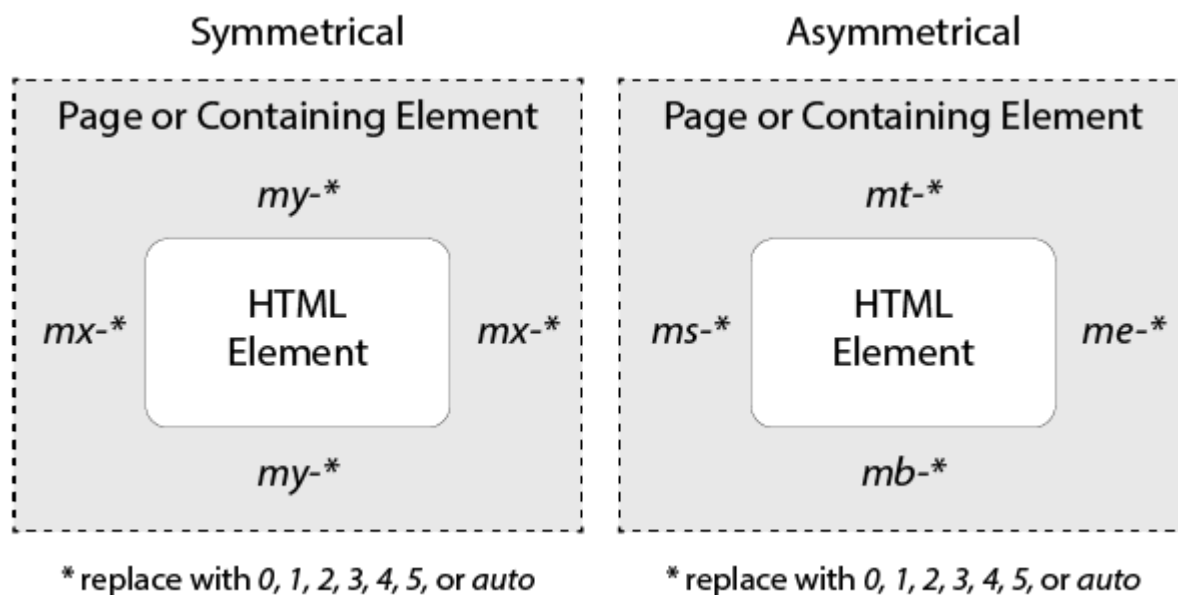 Symmetrical
Page or Containing Element
my-*
mx-*
HTML
Element
mx-*
my-*
* replace with 0, 1, 2, 3, 4, 5, or auto
Asymmetrical
Page or Containing Element
mt-*
ms-*
HTML
Element
me-*
mb-*
* replace with 0, 1, 2, 3, 4, 5, or auto